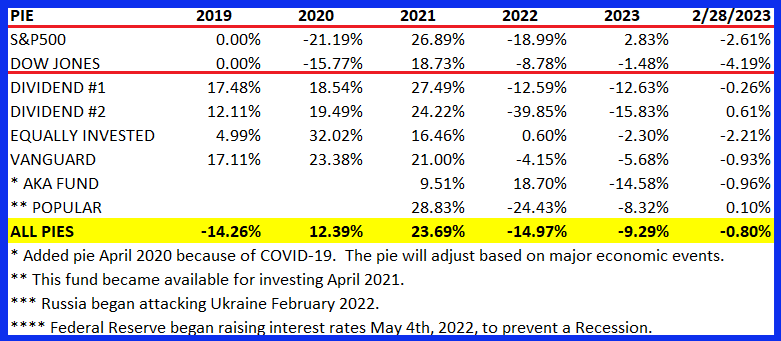 PIE 2019 2020 2021 2022 2023 2/28/2023
S&P500 0.00% -21.19% 26.89% -18.99% 2.83% -2.61%
DOW JONES 0.00% -15.77% 18.73% -8.78% -1.48% -4.19%
DIVIDEND #1 17.48% 18.54% 27.49% -12.59% -12.63% -0.26%
DIVIDEND #2 12.11% 19.49% 24.22% -39.85% -15.83% 0.61%
EQUALLY INVESTED 4.99% 32.02% 16.46% 0.60% -2.30% -2.21%
VANGUARD 17.11% 23.38% 21.00% -4.15% -5.68% -0.93%
* AKA FUND 9.51% 18.70% -14.58% -0.96%
** POPULAR 28.83% -24.43% -8.32% 0.10%
ALL PIES -14.26% 12.39% 23.69% -14.97% -9.29% -0.80%
* Added pie April 2020 because of COVID-19. The pie will adjust based on major economic events.
** This fund became available for investing April 2021.
*** Russia began attacking Ukraine February 2022.
**** Federal Reserve began raising interest rates May 4th, 2022, to prevent a Recession.